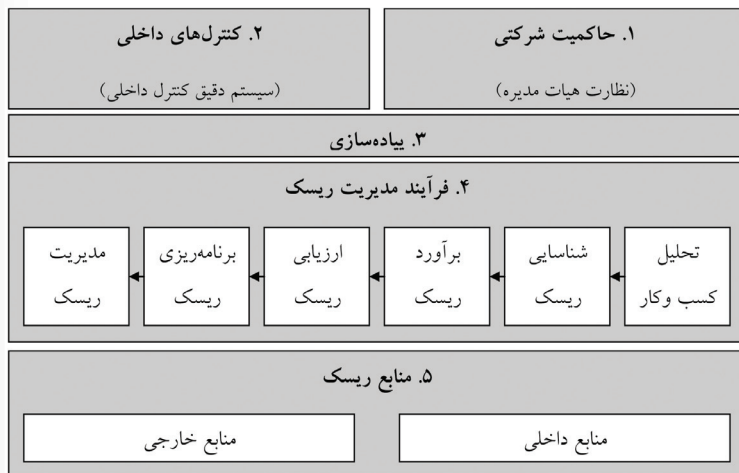 ۱. حاکمیت شرکتی
(نظارت هیات مدیره)
۲. کنترل‌های داخلی
(سیستم دقیق کنترل داخلی)
۳. پیاده‌سازی
۴. فرآیند مدیریت ریسک
تحلیل
کسب وکار
شناسایی
ریسک
برآورد
ریسک
ارزیابی
ریسک
برنامه‌ریزی
ریسک
مدیریت
ریسک
۵. منابع ریسک
منابع داخلی
منابع خارجی